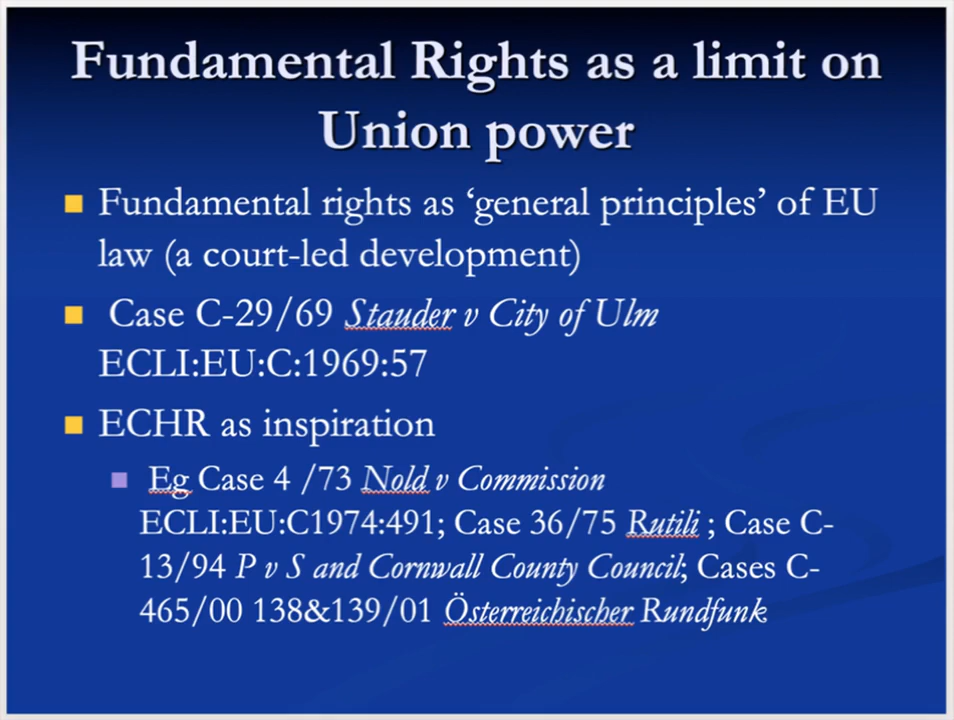 Fundamental Rights as a limit on
Union power
Fundamental rights as ‘general principles’ of EU
law (a court-led development)
Case C-29/69 Stauder v City of Ulm
ECLI:EU:C:1969:57
ECHR as inspiration
Eg Case 4 /73 Nold v Commission
ECLI:EU:C1974:491; Case 36/75 Rutili ; Case C-
13/94 P v S and Cornwall County Council; Cases C-
465/00 138&139/01 Österreichischer Rundfunk